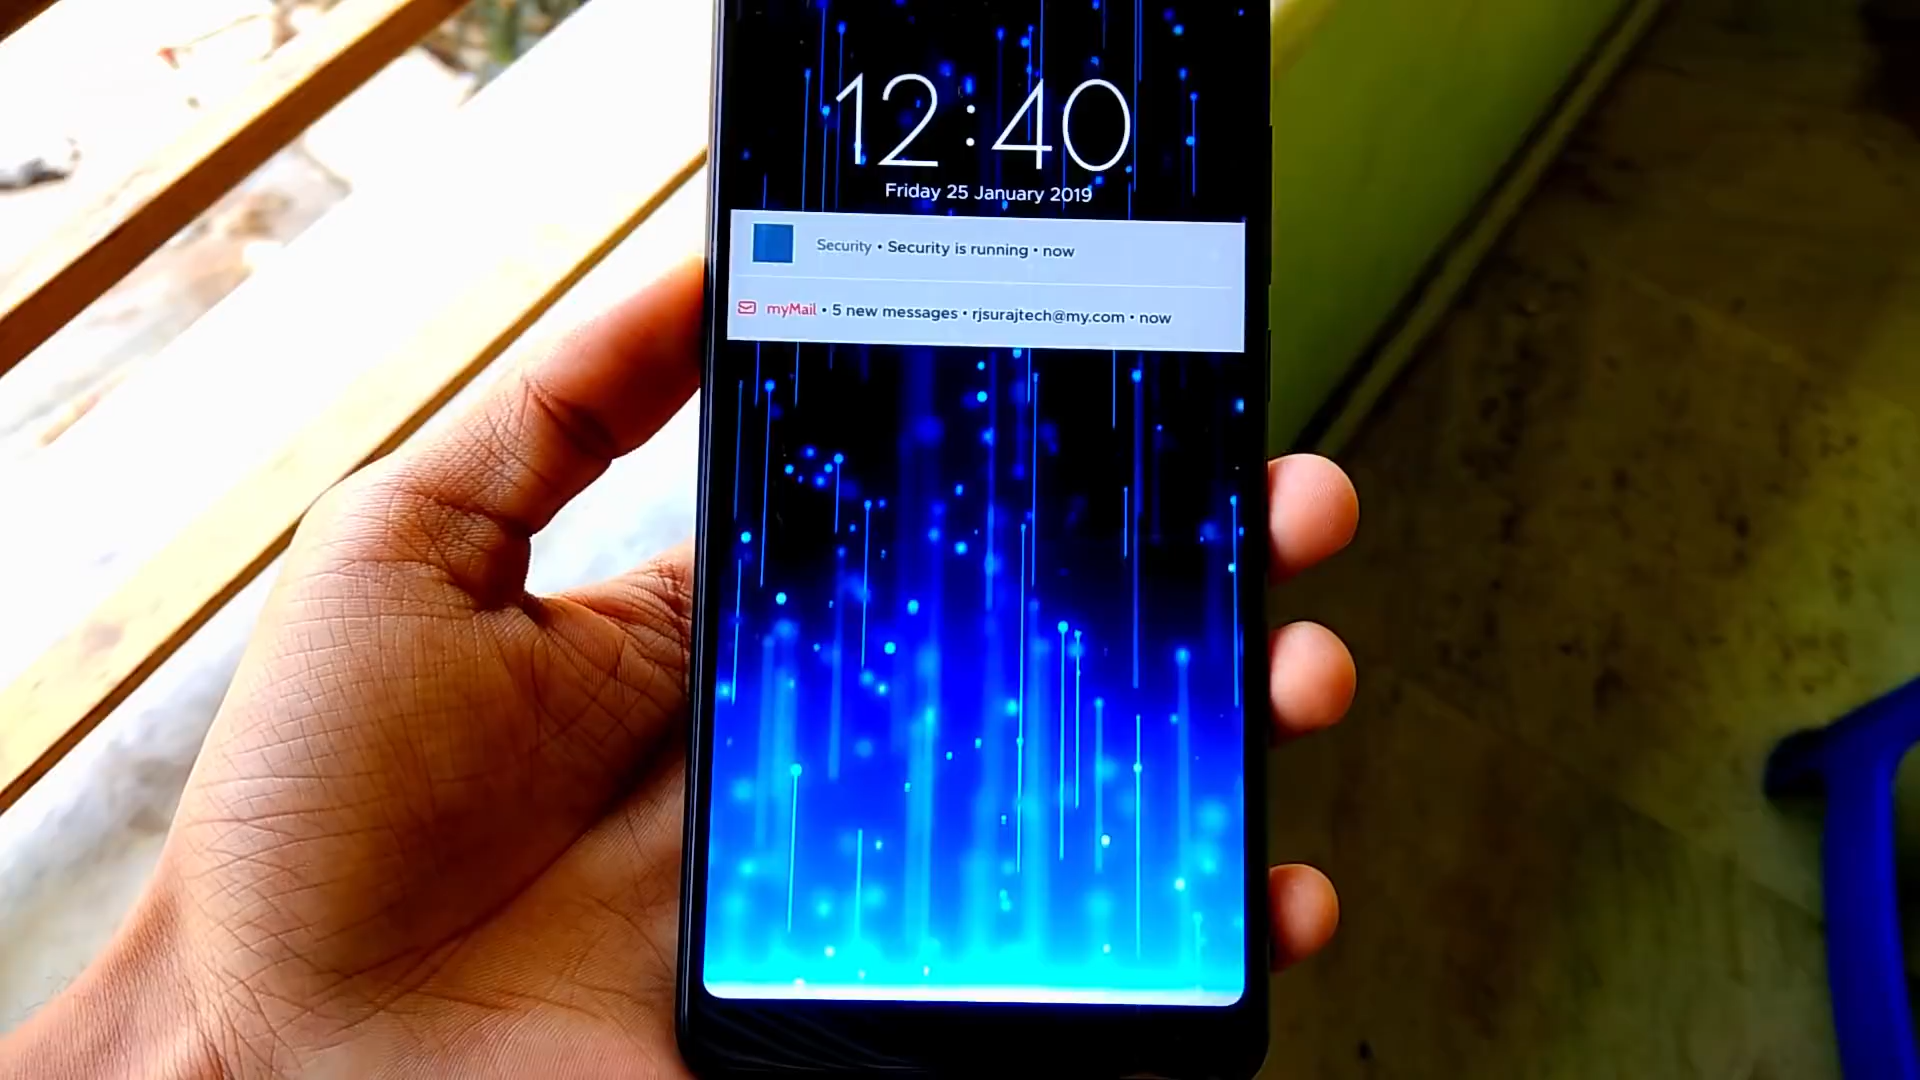 12:40
Friday 25 January 2019
Security • Security is running • now
myMail • 5 new messages • rjsurajtech@my.com • now